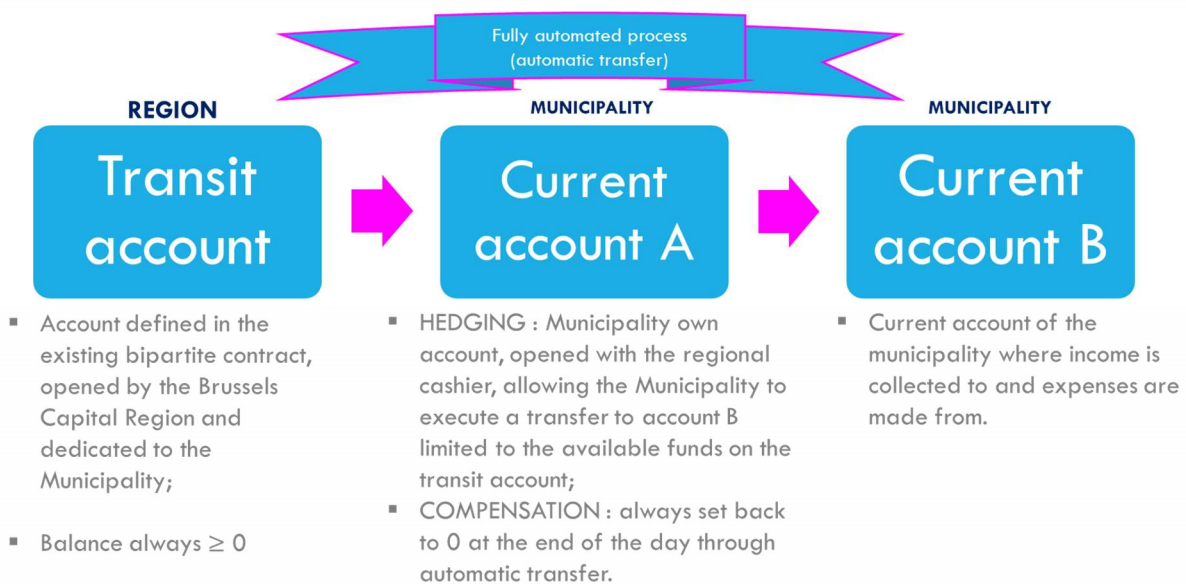 Fully automated process
(automatic transfer)
REGION
Transit
account
▪ Account defined in the
existing bipartite contract,
opened by the Brussels
Capital Region and
dedicated to the
Municipality;
▪ Balance always ≥ 0
MUNICIPALITY
Current
account A
▪ HEDGING : Municipality own
account, opened with the regional
cashier, allowing the Municipality to
execute a transfer to account B
limited to the available funds on the
transit account;
▪ COMPENSATION : always set back
to 0 at the end of the day through
automatic transfer.
MUNICIPALITY
Current
account B
▪ Current account of the
municipality where income is
collected to and expenses are
made from.